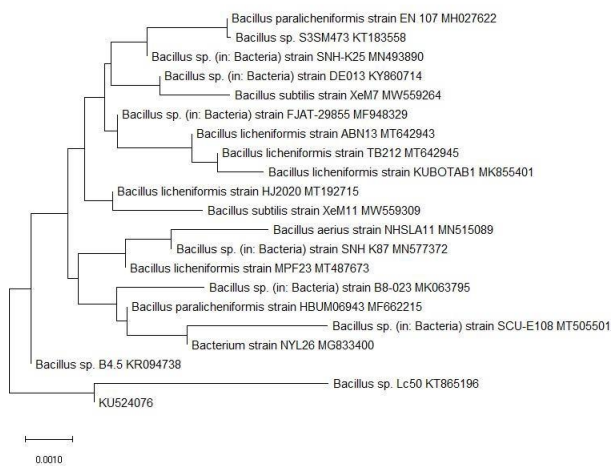 Bacillus paralicheniformis strain EN 107 MH027622
Bacillus sp. S3SM473 KT183558
Bacillus sp. (in: Bacteria) strain SNH-K25 MN493890
Bacillus sp. (in: Bacteria) strain DE013 KY860714
Bacillus subtilis strain XeM7 MW559264
Bacillus sp. (in: Bacteria) strain FJAT-29855 MF948329
Bacillus licheniformis strain ABN13 MT642943
Bacillus licheniformis strain TB212 MT642945
Bacillus licheniformis strain KUBOTAB1 MK855401
Bacillus licheniformis strain HJ2020 MT192715
Bacillus subtilis strain XeM11 MW559309
Bacillus aerius strain NHSLA11 MN515089
Bacillus sp. (in: Bacteria) strain SNH K87 MN577372
Bacillus licheniformis strain MPF23 MT487673
Bacillus sp. (in: Bacteria) strain B8-023 MK063795
Bacillus paralicheniformis strain HBUM06943 MF662215
Bacillus sp. (in: Bacteria) strain SCU-E108 MT505501
Bacterium strain NYL26 MG833400
Bacillus sp. B4.5 KR094738
Bacillus sp. Lc50 KT865196
KU524076
0.0010